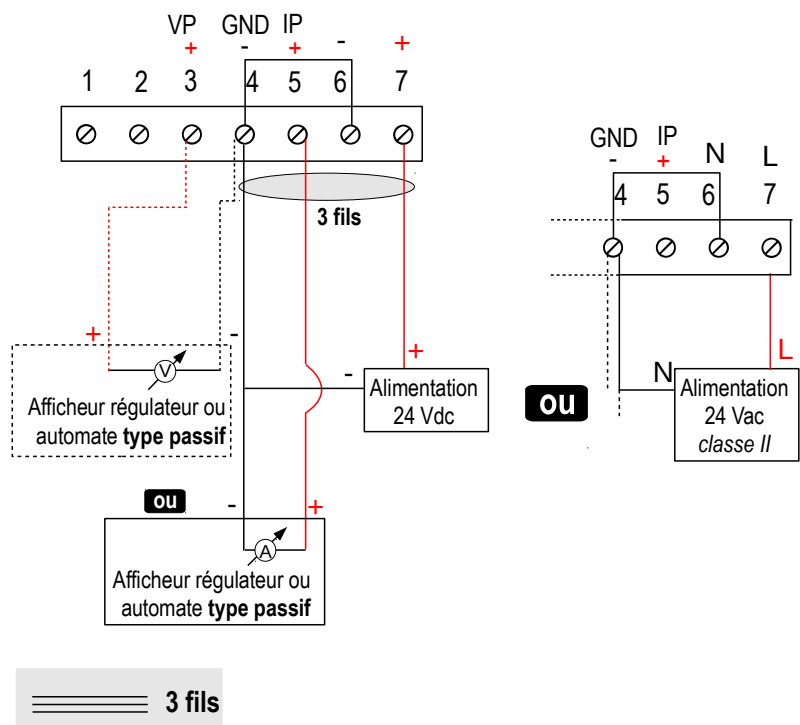 VP GND IP
+ - + - +
1 2 3 4 5 6 7
3 fils
+ -
V
Afficheur régulateur ou
automate type passif
- +
Alimentation
24 Vdc
ou
- +
A
Afficheur régulateur ou
automate type passif
3 fils
ou
GND IP N L
- +
4 5 6 7
N L
Alimentation
24 Vac
classe II